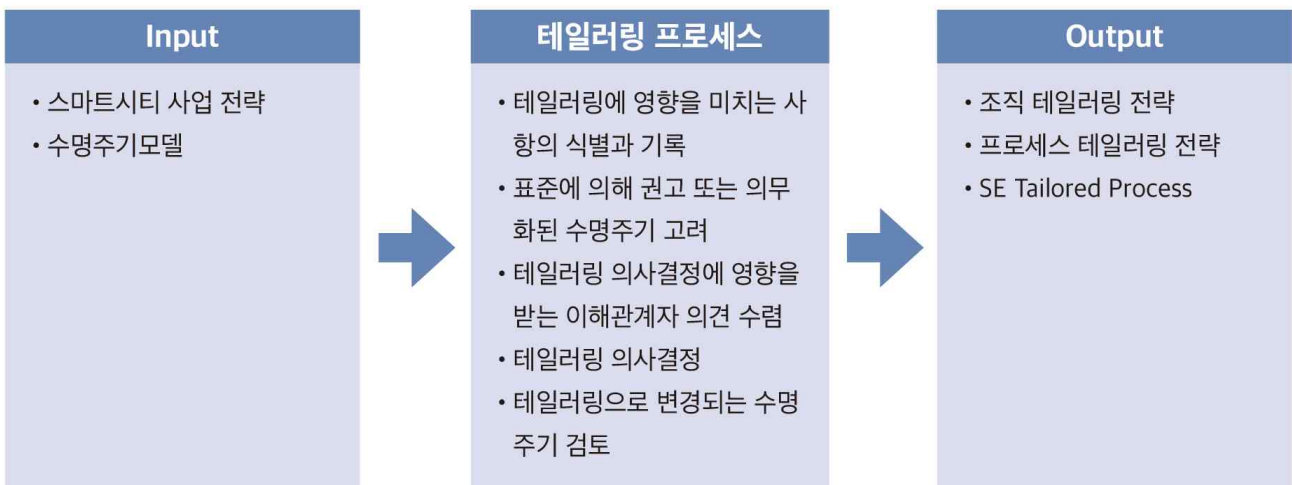 Input
• 스마트시티 사업 전략
• 수명주기모델
테일러링 프로세스
• 테일러링에 영향을 미치는 사
항의 식별과 기록
• 표준에 의해 권고 또는 의무
화된 수명주기 고려
• 테일러링 의사결정에 영향을
받는 이해관계자 의견 수렴
• 테일러링 의사결정
• 테일러링으로 변경되는 수명
주기 검토
Output
• 조직 테일러링 전략
• 프로세스 테일러링 전략
• SE Tailored Process